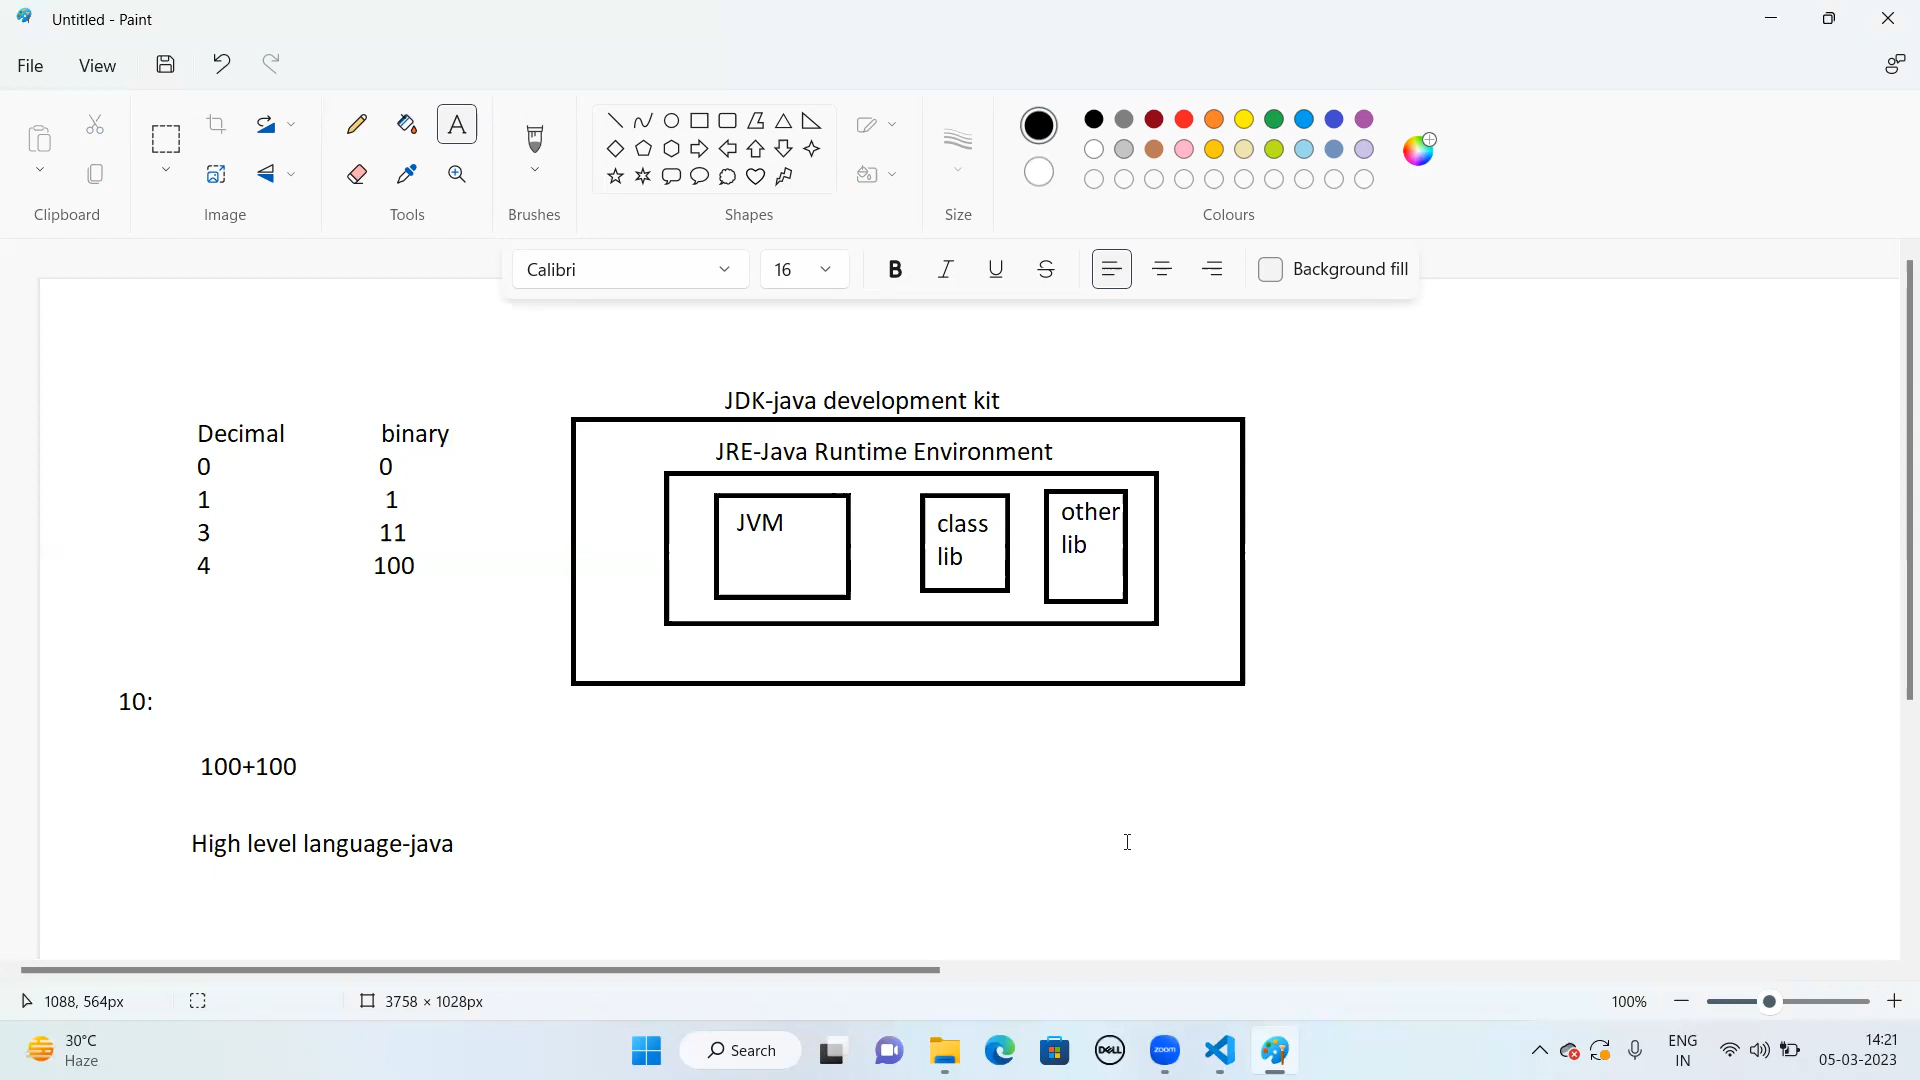 Untitled - Paint
File
View
Clipboard
Image
Tools
Brushes
Shapes
Size
Colours
Calibri
16
B
I
U
S
Background fill
JDK-java development kit
JRE-Java Runtime Environment
Decimal binary
0 0
1 1
3 11
4 100
JVM
class
lib
other
lib
10:
100+100
High level language-java
1088, 564px
3758 × 1028px
100%
30°C
Haze
Search
DELL
zoom
ENG
IN
14:21
05-03-2023